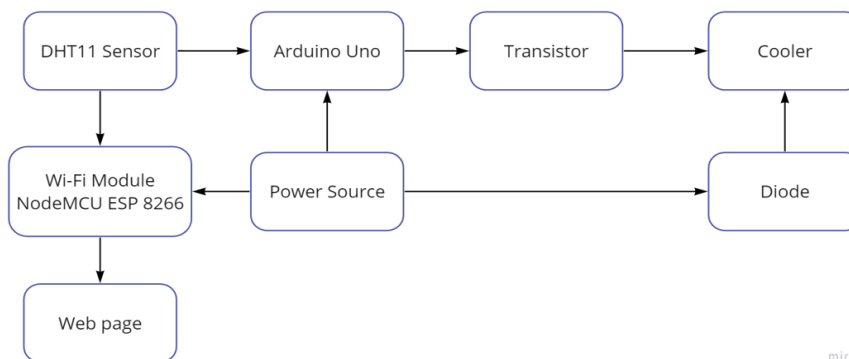 DHT11 Sensor
Arduino Uno
Transistor
Cooler
Wi-Fi Module
NodeMCU ESP 8266
Power Source
Diode
Web page